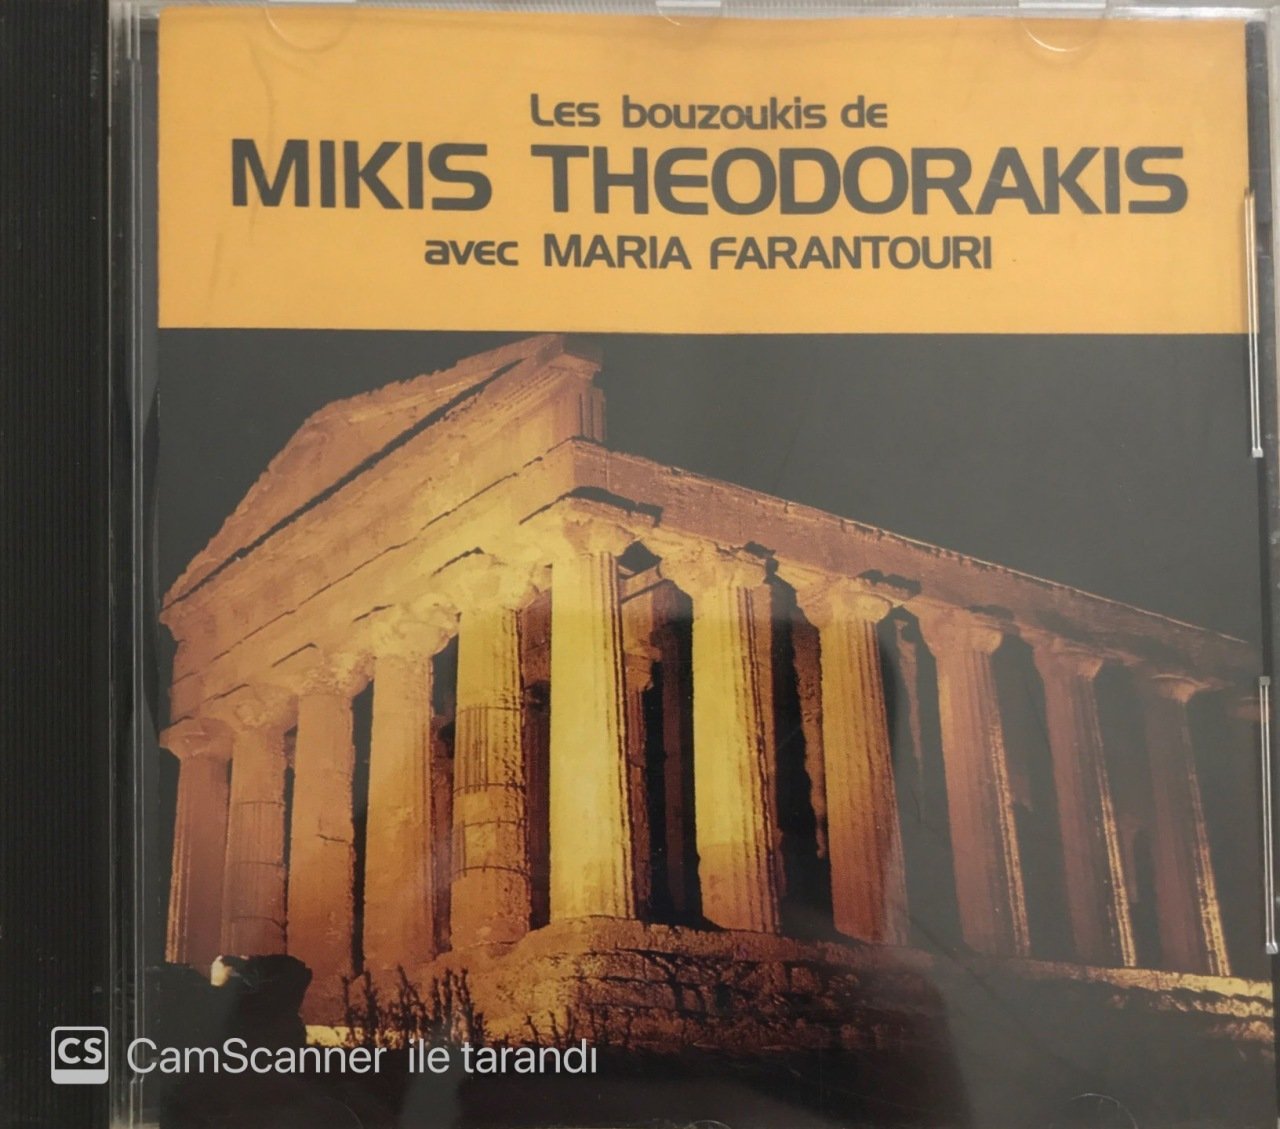 Les bouzoukis de
MIKIS THEODORAKIS
avec MARIA FARANTOURI
CS CamScanner ile tarandı